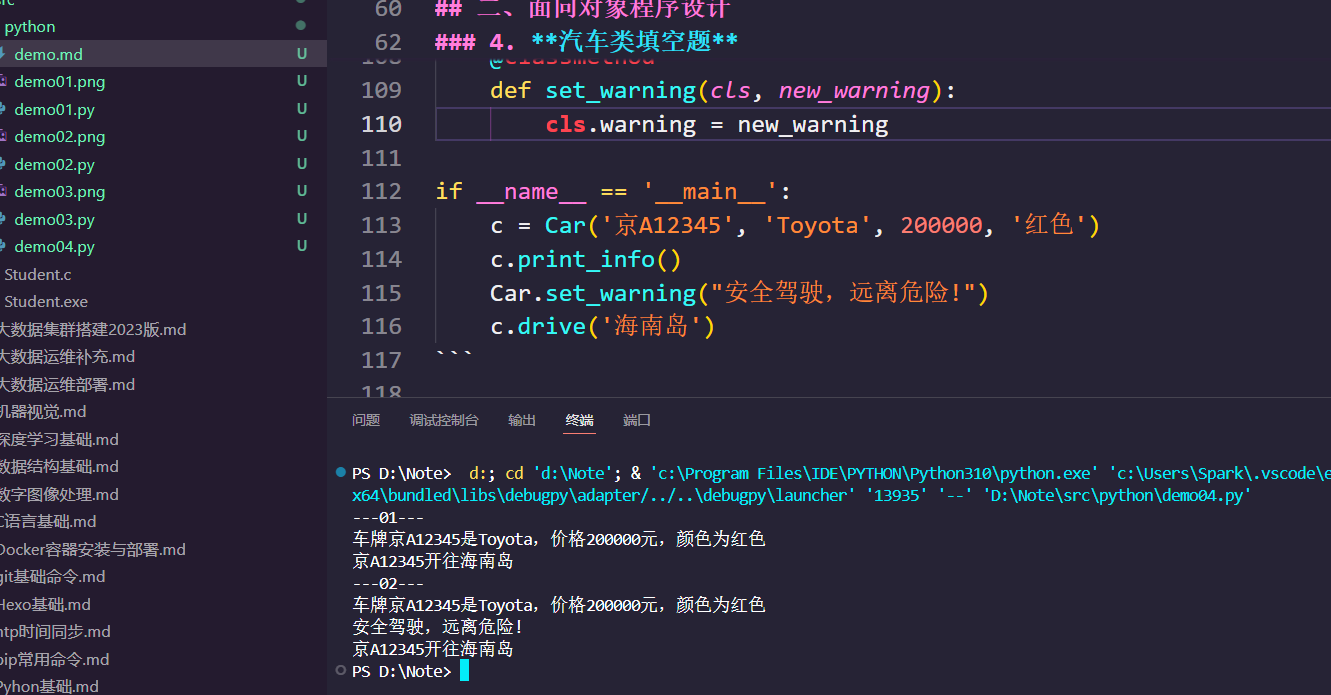 python
demo.md U
demo01.png U
demo01.py U
demo02.png U
demo02.py U
demo03.png U
demo03.py U
demo04.py U
Student.c
Student.exe
大数据集群搭建2023版.md
大数据运维补充.md
大数据运维部署.md
机器视觉.md
深度学习基础.md
数据结构基础.md
数字图像处理.md
C语言基础.md
Docker容器安装与部署.md
git基础命令.md
Hexo基础.md
ntp时间同步.md
pip常用命令.md
Pyhon基础.md
60 ## 二、面向对象程序设计
62 ### 4. **汽车类填空题**
108 @classmethod
109 def set_warning(cls, new_warning):
110 cls.warning = new_warning
111
112 if __name__ == '__main__':
113 c = Car('京A12345', 'Toyota', 200000, '红色')
114 c.print_info()
115 Car.set_warning("安全驾驶，远离危险!")
116 c.drive('海南岛')
117 ```
118
问题 调试控制台 输出 终端 端口
PS D:\Note> d:; cd 'd:\Note'; & 'c:\Program Files\IDE\PYTHON\Python310\python.exe' 'c:\Users\Spark\.vscode\e
x64\bundled\libs\debugpy\adapter/../..\debugpy\launcher' '13935' '--' 'D:\Note\src\python\demo04.py'
---01---
车牌京A12345是Toyota，价格200000元，颜色为红色
京A12345开往海南岛
---02---
车牌京A12345是Toyota，价格200000元，颜色为红色
安全驾驶，远离危险!
京A12345开往海南岛
PS D:\Note>